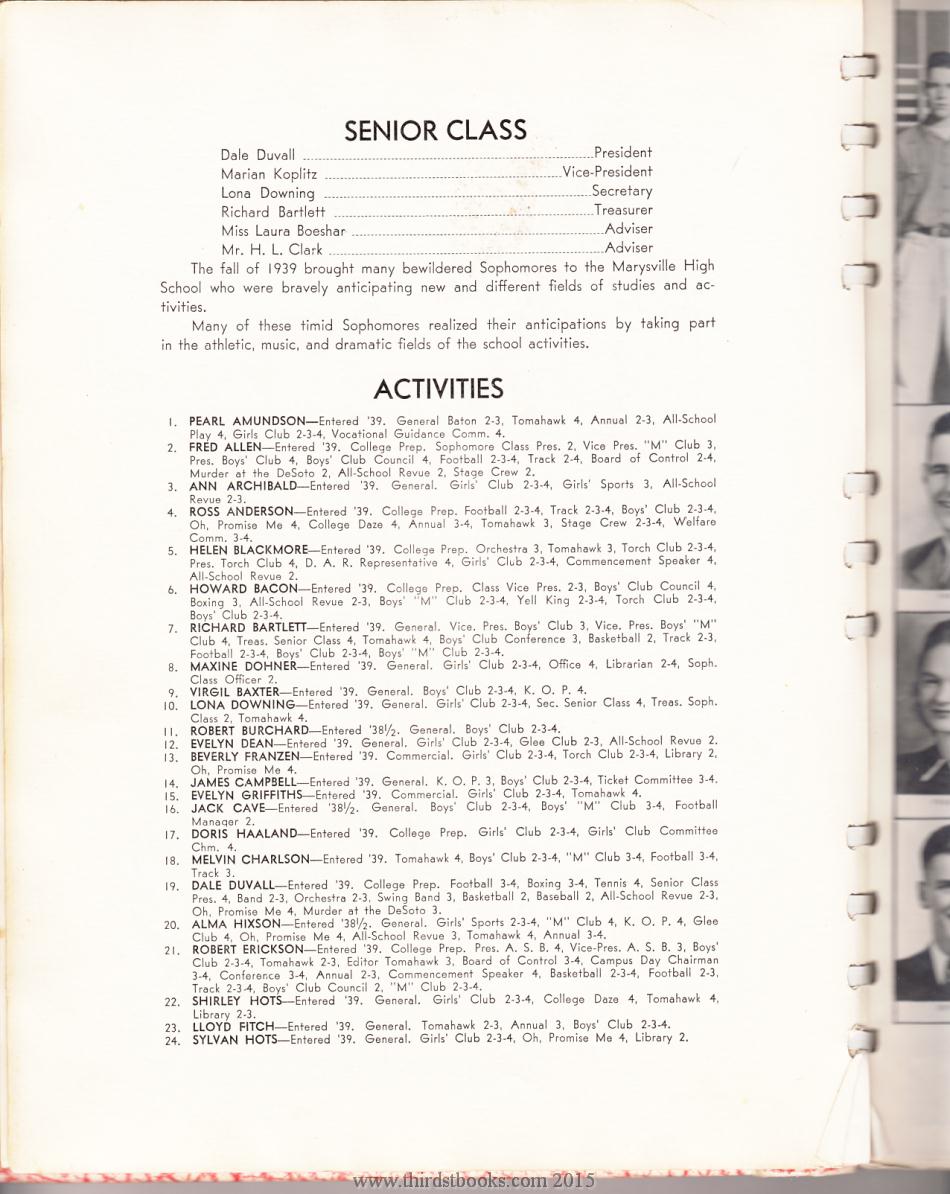 SENIOR CLASS
Dale Duvall ........ President
Marian Koplitz ........ Vice-President
Lona Downing ........ Secretary
Richard Bartlett ........ Treasurer
Miss Laura Boeshar ........ Adviser
Mr. H. L. Clark ........ Adviser
The fall of 1939 brought many bewildered Sophomores to the Marysville High
School who were bravely anticipating new and different fields of studies and ac-
tivities.
Many of these timid Sophomores realized their anticipations by taking part
in the athletic, music, and dramatic fields of the school activities.
ACTIVITIES
1. PEARL AMUNDSON—Entered '39. General Baton 2-3, Tomahawk 4, Annual 2-3, All-School
Play 4, Girls Club 2-3-4, Vocational Guidance Comm. 4.
2. FRED ALLEN—Entered '39. College Prep. Sophomore Class Pres. 2, Vice Pres. "M" Club 3,
Pres. Boys' Club 4, Boys' Club Council 4, Football 2-3-4, Track 2-4, Board of Control 2-4,
Murder at the DeSoto 2, All-School Revue 2, Stage Crew 2.
3. ANN ARCHIBALD—Entered '39. General. Girls' Club 2-3-4, Girls' Sports 3, All-School
Revue 2-3.
4. ROSS ANDERSON—Entered '39. College Prep. Football 2-3-4, Track 2-3-4, Boys' Club 2-3-4,
Oh, Promise Me 4, College Daze 4, Annual 3-4, Tomahawk 3, Stage Crew 2-3-4, Welfare
Comm. 3-4.
5. HELEN BLACKMORE—Entered '39. College Prep. Orchestra 3, Tomahawk 3, Torch Club 2-3-4,
Pres. Torch Club 4, D. A. R. Representative 4, Girls' Club 2-3-4, Commencement Speaker 4,
All-School Revue 2.
6. HOWARD BACON—Entered '39. College Prep. Class Vice Pres. 2-3, Boys' Club Council 4,
Boxing 3, All-School Revue 2-3, Boys' "M" Club 2-3-4, Yell King 2-3-4, Torch Club 2-3-4,
Boys' Club 2-3-4.
7. RICHARD BARTLETT—Entered '39. General. Vice. Pres. Boys' Club 3, Vice. Pres. Boys' "M"
Club 4, Treas. Senior Class 4, Tomahawk 4, Boys' Club Conference 3, Basketball 2, Track 2-3,
Football 2-3-4, Boys' Club 2-3-4, Boys' "M" Club 2-3-4.
8. MAXINE DOHNER—Entered '39. General. Girls' Club 2-3-4, Office 4, Librarian 2-4, Soph.
Class Officer 2.
9. VIRGIL BAXTER—Entered '39. General. Boys' Club 2-3-4, K. O. P. 4.
10. LONA DOWNING—Entered '39. General. Girls' Club 2-3-4, Sec. Senior Class 4, Treas. Soph.
Class 2, Tomahawk 4.
11. ROBERT BURCHARD—Entered '38½. General. Boys' Club 2-3-4.
12. EVELYN DEAN—Entered '39. General. Girls' Club 2-3-4, Glee Club 2-3, All-School Revue 2.
13. BEVERLY FRANZEN—Entered '39. Commercial. Girls' Club 2-3-4, Torch Club 2-3-4, Library 2,
Oh, Promise Me 4.
14. JAMES CAMPBELL—Entered '39. General. K. O. P. 3, Boys' Club 2-3-4, Ticket Committee 3-4.
15. EVELYN GRIFFITHS—Entered '39. Commercial. Girls' Club 2-3-4, Tomahawk 4.
16. JACK CAVE—Entered '38½. General. Boys' Club 2-3-4, Boys' "M" Club 3-4, Football
Manager 2.
17. DORIS HAALAND—Entered '39. College Prep. Girls' Club 2-3-4, Girls' Club Committee
Chm. 4.
18. MELVIN CHARLSON—Entered '39. Tomahawk 4, Boys' Club 2-3-4, "M" Club 3-4, Football 3-4,
Track 3.
19. DALE DUVALL—Entered '39. College Prep. Football 3-4, Boxing 3-4, Tennis 4, Senior Class
Pres. 4, Band 2-3, Orchestra 2-3, Swing Band 3, Basketball 2, Baseball 2, All-School Revue 2-3,
Oh, Promise Me 4, Murder at the DeSoto 3.
20. ALMA HIXSON—Entered '38½. General. Girls' Sports 2-3-4, "M" Club 4, K. O. P. 4, Glee
Club 4, Oh, Promise Me 4, All-School Revue 3, Tomahawk 4, Annual 3-4.
21. ROBERT ERICKSON—Entered '39. College Prep. Pres. A. S. B. 4, Vice-Pres. A. S. B. 3, Boys'
Club 2-3-4, Tomahawk 2-3, Editor Tomahawk 3, Board of Control 3-4, Campus Day Chairman
3-4, Conference 3-4, Annual 2-3, Commencement Speaker 4, Basketball 2-3-4, Football 2-3,
Track 2-3-4, Boys' Club Council 2, "M" Club 2-3-4.
22. SHIRLEY HOTS—Entered '39. General. Girls' Club 2-3-4, College Daze 4, Tomahawk 4,
Library 2-3.
23. LLOYD FITCH—Entered '39. General. Tomahawk 2-3, Annual 3, Boys' Club 2-3-4.
24. SYLVAN HOTS—Entered '39. General. Girls' Club 2-3-4, Oh, Promise Me 4, Library 2.
www.thirdstbooks.com 2015